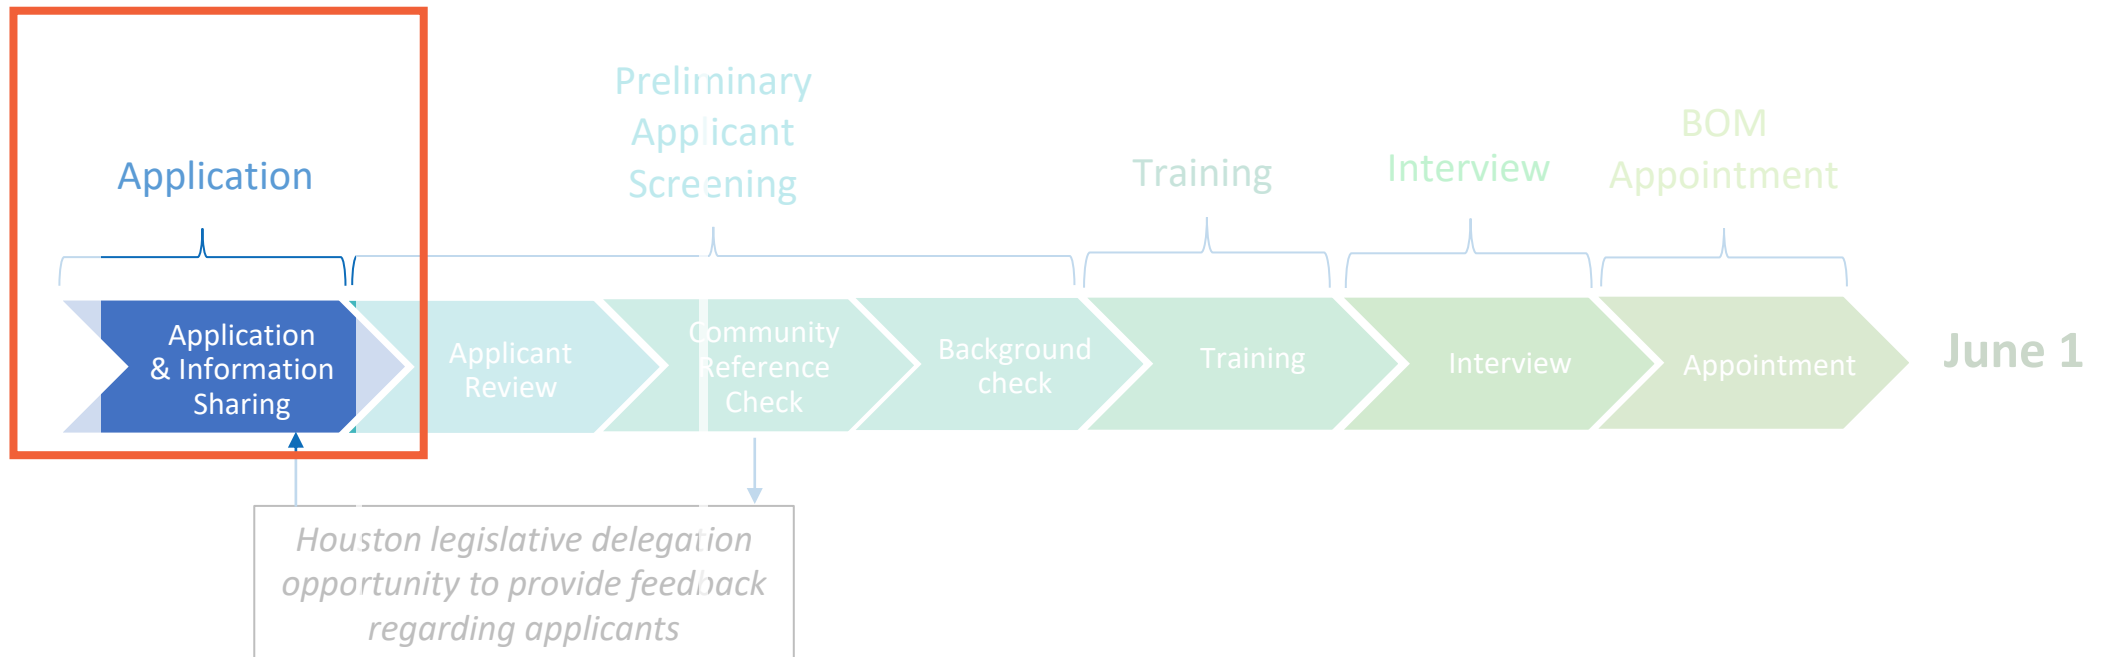 Application
Preliminary
Applicant
Screening
Training
Interview
BOM
Appointment
Application
& Information
Sharing
Applicant
Review
Community
Reference
Check
Background
check
Training
Interview
Appointment
June 1
Houston legislative delegation
opportunity to provide feedback
regarding applicants